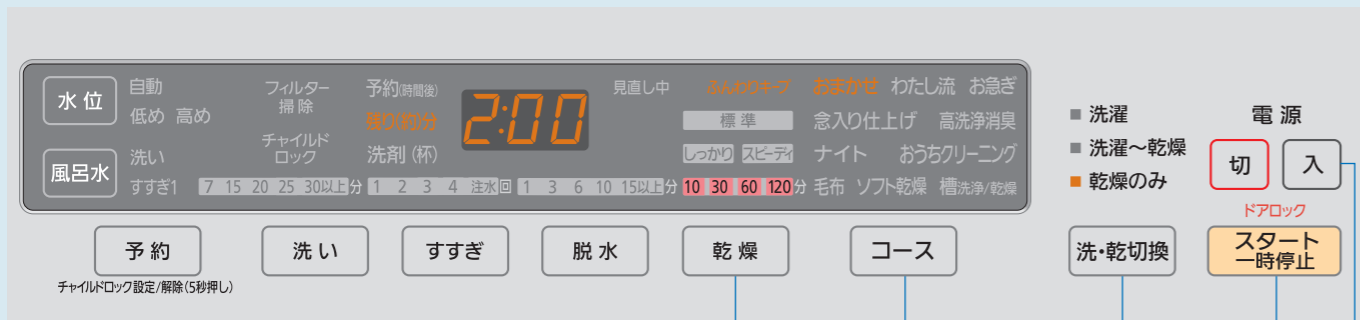 水位
自動
低め 高め
風呂水
洗い
すすぎ1
フィルター
掃除
チャイルド
ロック
予約(時間後)
残り(約)分
洗剤(杯)
2:00
見直し中
ふんわりキープ
標準
しっかり スピーディ
おまかせ わたし流 お急ぎ
念入り仕上げ 高洗浄消臭
ナイト おうちクリーニング
毛布 ソフト乾燥 槽洗浄/乾燥
7 15 20 25 30以上 分 1 2 3 4 注水 回 1 3 6 10 15以上 分 10 30 60 120 分
■ 洗濯
■ 洗濯〜乾燥
■ 乾燥のみ
電源
切 入
ドアロック
予約
チャイルドロック設定/解除(5秒押し)
洗い
すすぎ
脱水
乾燥
コース
洗・乾切換
スタート
一時停止